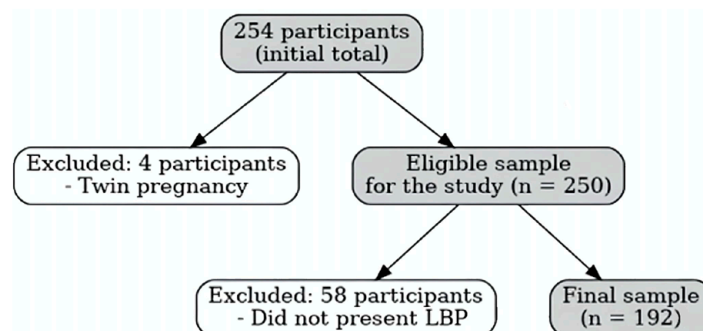 254 participants
(initial total)
Excluded: 4 participants
- Twin pregnancy
Eligible sample
for the study (n = 250)
Excluded: 58 participants
- Did not present LBP
Final sample
(n = 192)